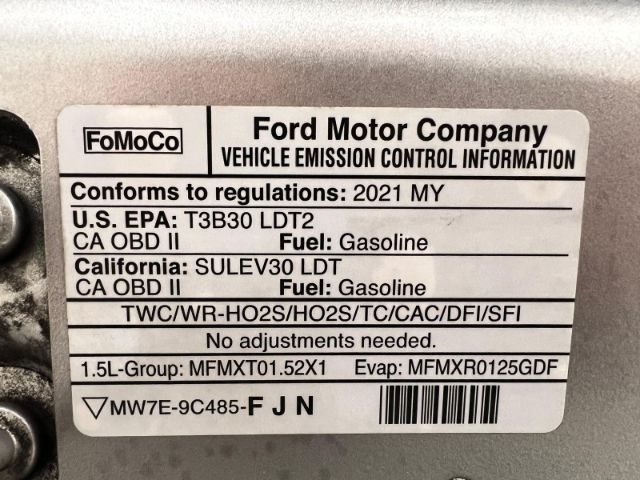 FoMoCo
Ford Motor Company
VEHICLE EMISSION CONTROL INFORMATION
Conforms to regulations: 2021 MY
U.S. EPA: T3B30 LDT2
CA OBD II Fuel: Gasoline
California: SULEV30 LDT
CA OBD II Fuel: Gasoline
TWC/WR-HO2S/HO2S/TC/CAC/DFI/SFI
No adjustments needed.
1.5L-Group: MFMXT01.52X1 Evap: MFMXR0125GDF
MW7E-9C485-F J N